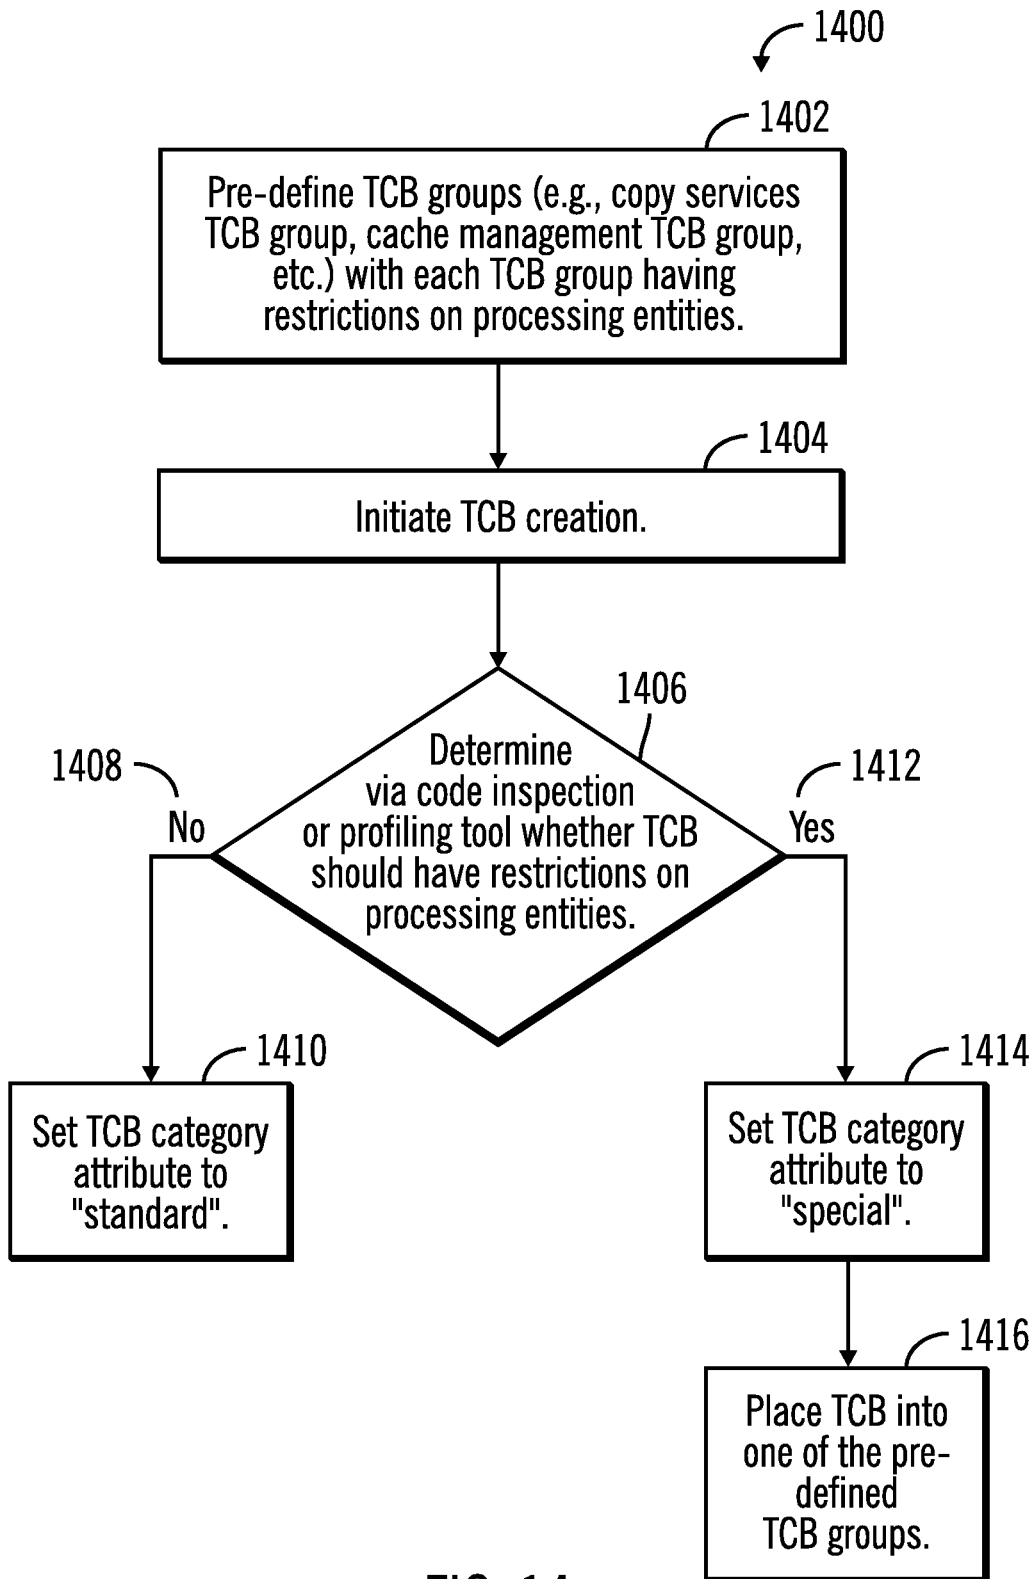 1400
1402
Pre-define TCB groups (e.g., copy services
TCB group, cache management TCB group,
etc.) with each TCB group having
restrictions on processing entities.
1404
Initiate TCB creation.
1406
Determine
via code inspection
or profiling tool whether TCB
should have restrictions on
processing entities.
1408
No
1412
Yes
1410
Set TCB category
attribute to
"standard".
1414
Set TCB category
attribute to
"special".
1416
Place TCB into
one of the pre-
defined
TCB groups.
FIG. 14